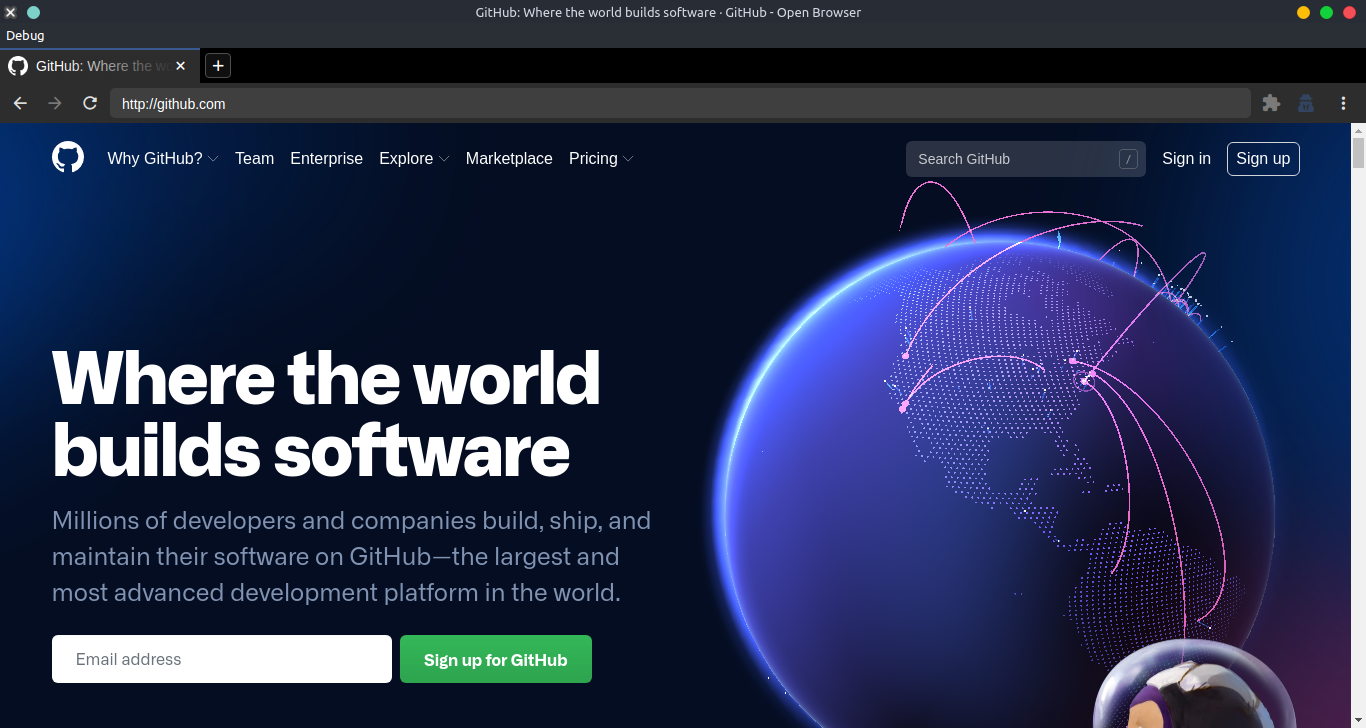 GitHub: Where the world builds software · GitHub - Open Browser
Debug
GitHub: Where the w
http://github.com
Why GitHub? Team Enterprise Explore Marketplace Pricing
Search GitHub /
Sign in
Sign up
Where the world
builds software
Millions of developers and companies build, ship, and
maintain their software on GitHub—the largest and
most advanced development platform in the world.
Email address
Sign up for GitHub